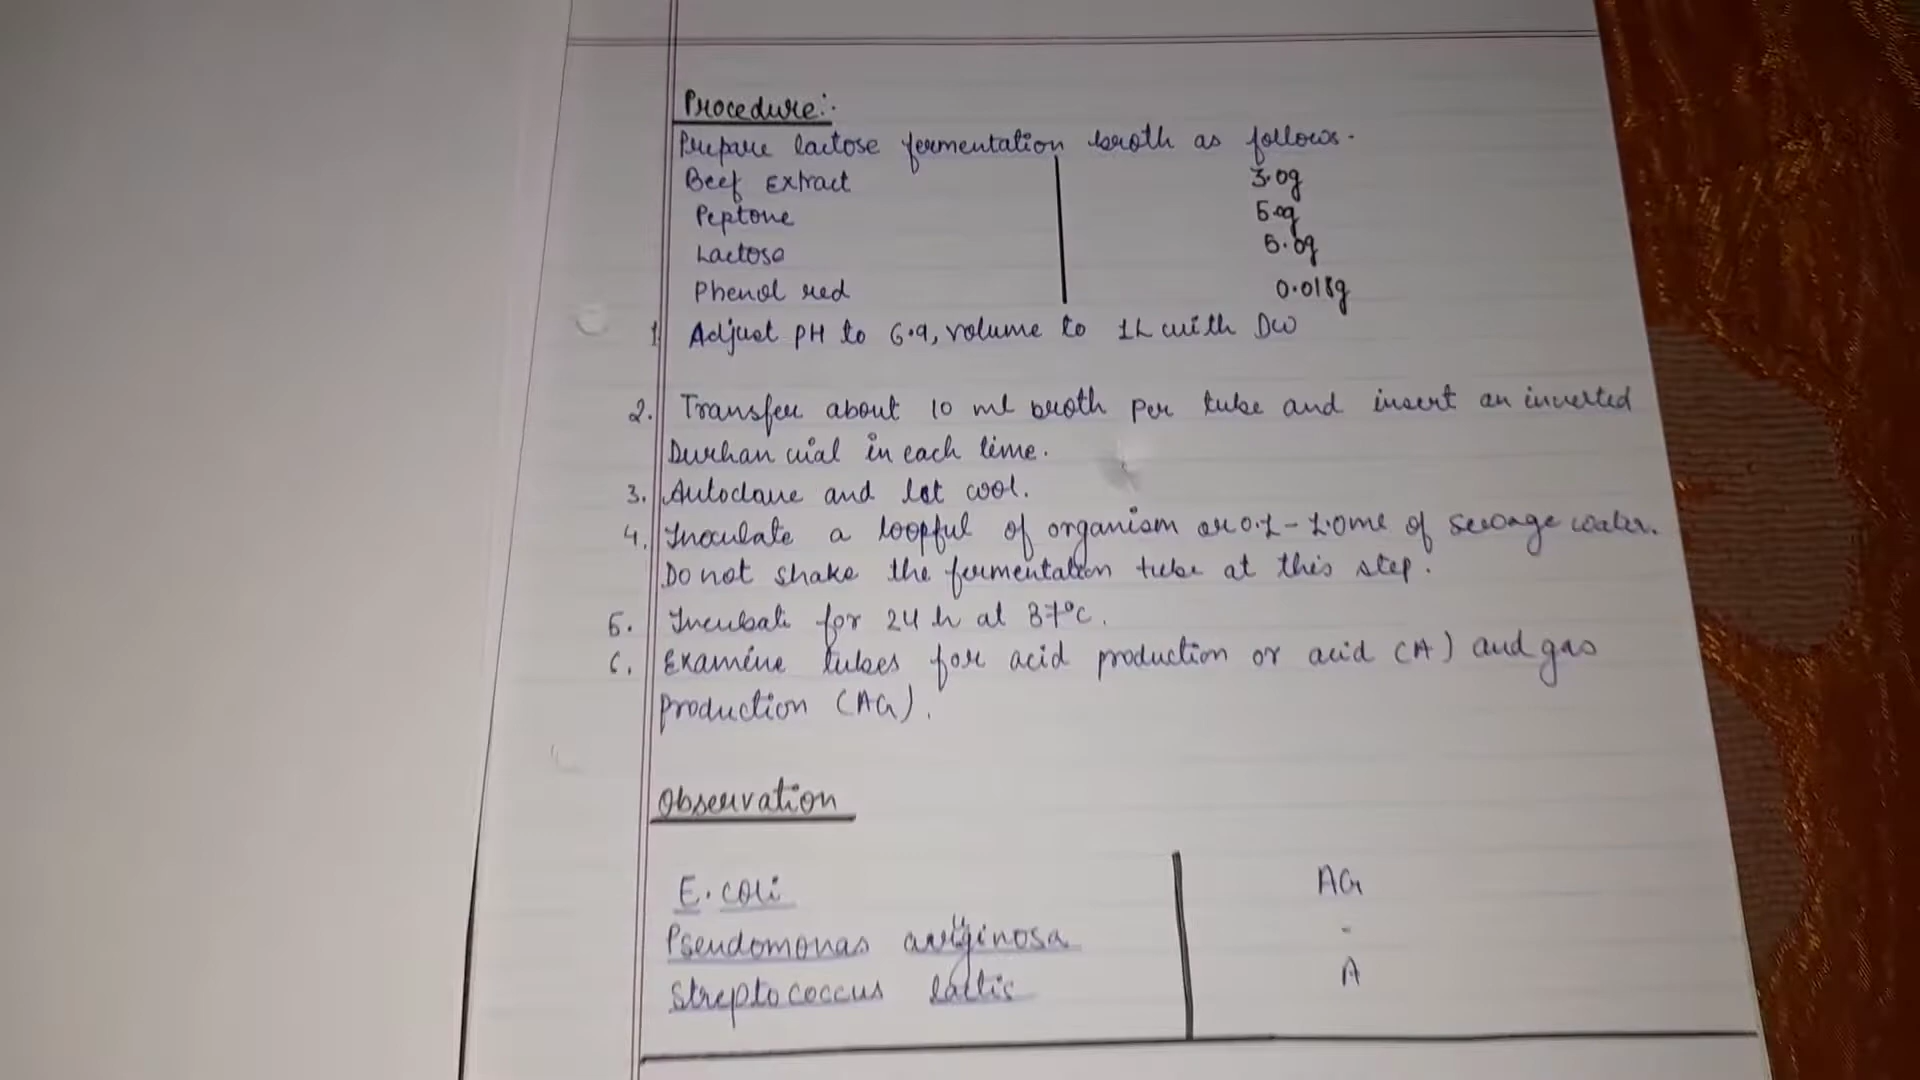 Procedure:-
Prepare lactose fermentation broth as follows.
Beef Extract 3.0g
Peptone 5.0g
Lactose 5.0g
Phenol red 0.018g
1. Adjust pH to 6.9, volume to 1L with DW
2. Transfer about 10 ml broth per tube and insert an inverted
Durhan vial in each time.
3. Autoclave and let cool.
4. Inoculate a loopful of organism or 0.1-1.0ml of sewage water.
Do not shake the fermentation tube at this step.
5. Incubate for 24 h at 37°C.
6. Examine tubes for acid production or acid (A) and gas
production (AG).
Observation
E. coli AG
Pseudomonas -
Streptococcus lactis A